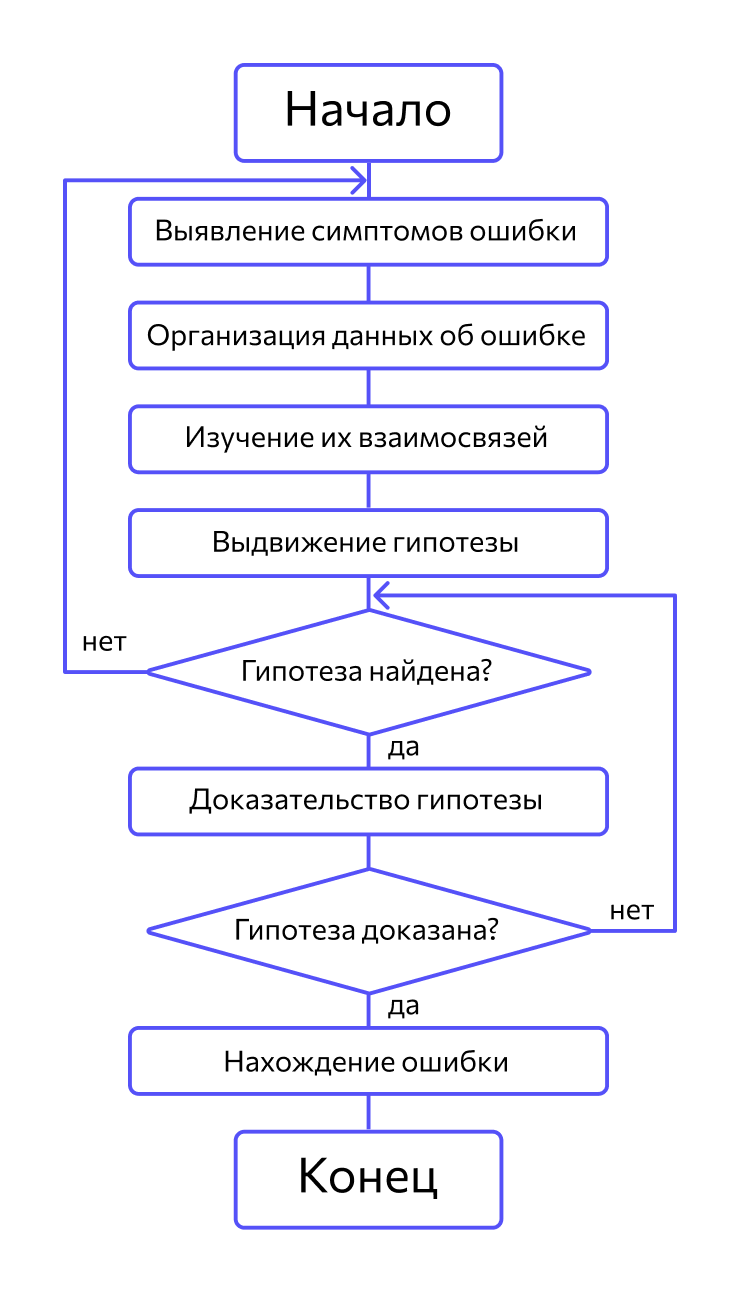 Начало
Выявление симптомов ошибки
Организация данных об ошибке
Изучение их взаимосвязей
Выдвижение гипотезы
нет
Гипотеза найдена?
да
Доказательство гипотезы
нет
Гипотеза доказана?
да
Нахождение ошибки
Конец